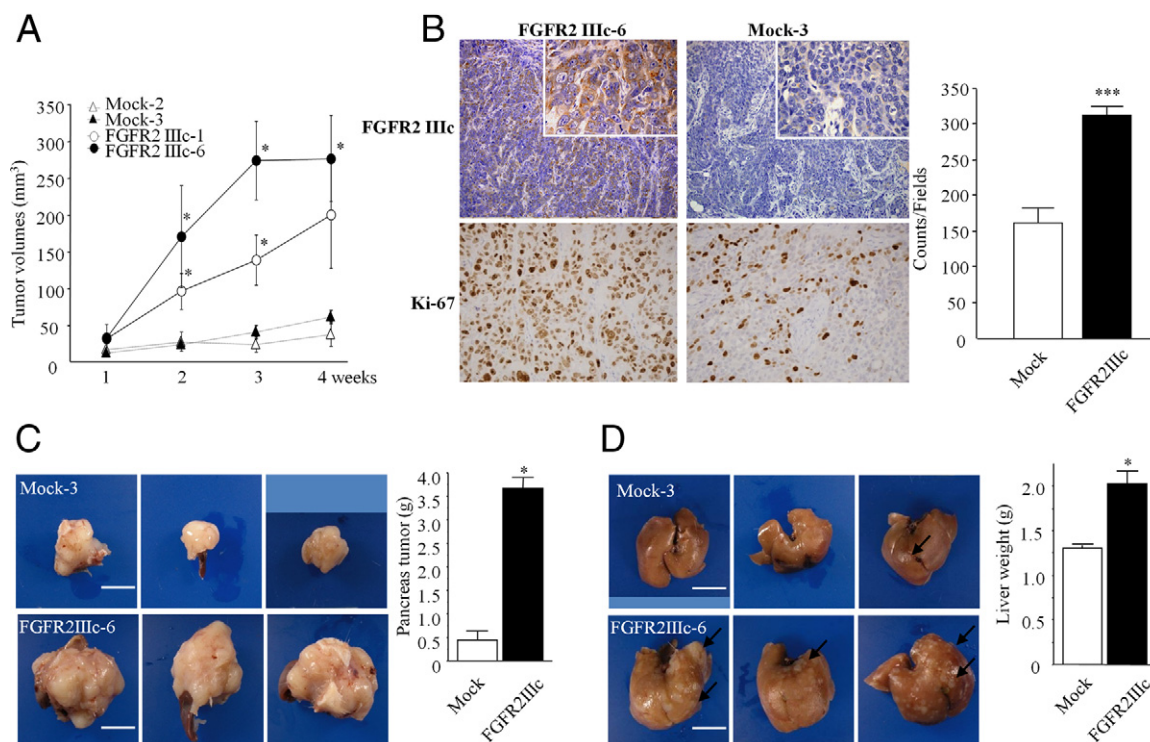 A
Tumor volumes (mm³)
350
300
250
200
150
100
50
0
1 2 3 4 weeks
Mock-2
Mock-3
FGFR2 IIIc-1
FGFR2 IIIc-6
* * * * *
B
FGFR2 IIIc-6 Mock-3
FGFR2 IIIc
Ki-67
Counts/Fields
350
300
250
200
150
100
50
0
***
Mock FGFR2IIIc
C
Mock-3
FGFR2IIIc-6
Pancreas tumor (g)
4.0
3.5
3.0
2.5
2.0
1.5
1.0
0.5
0
*
Mock FGFR2IIIc
D
Mock-3
FGFR2IIIc-6
Liver weight (g)
2.0
1.5
1.0
0.5
0
*
Mock FGFR2IIIc